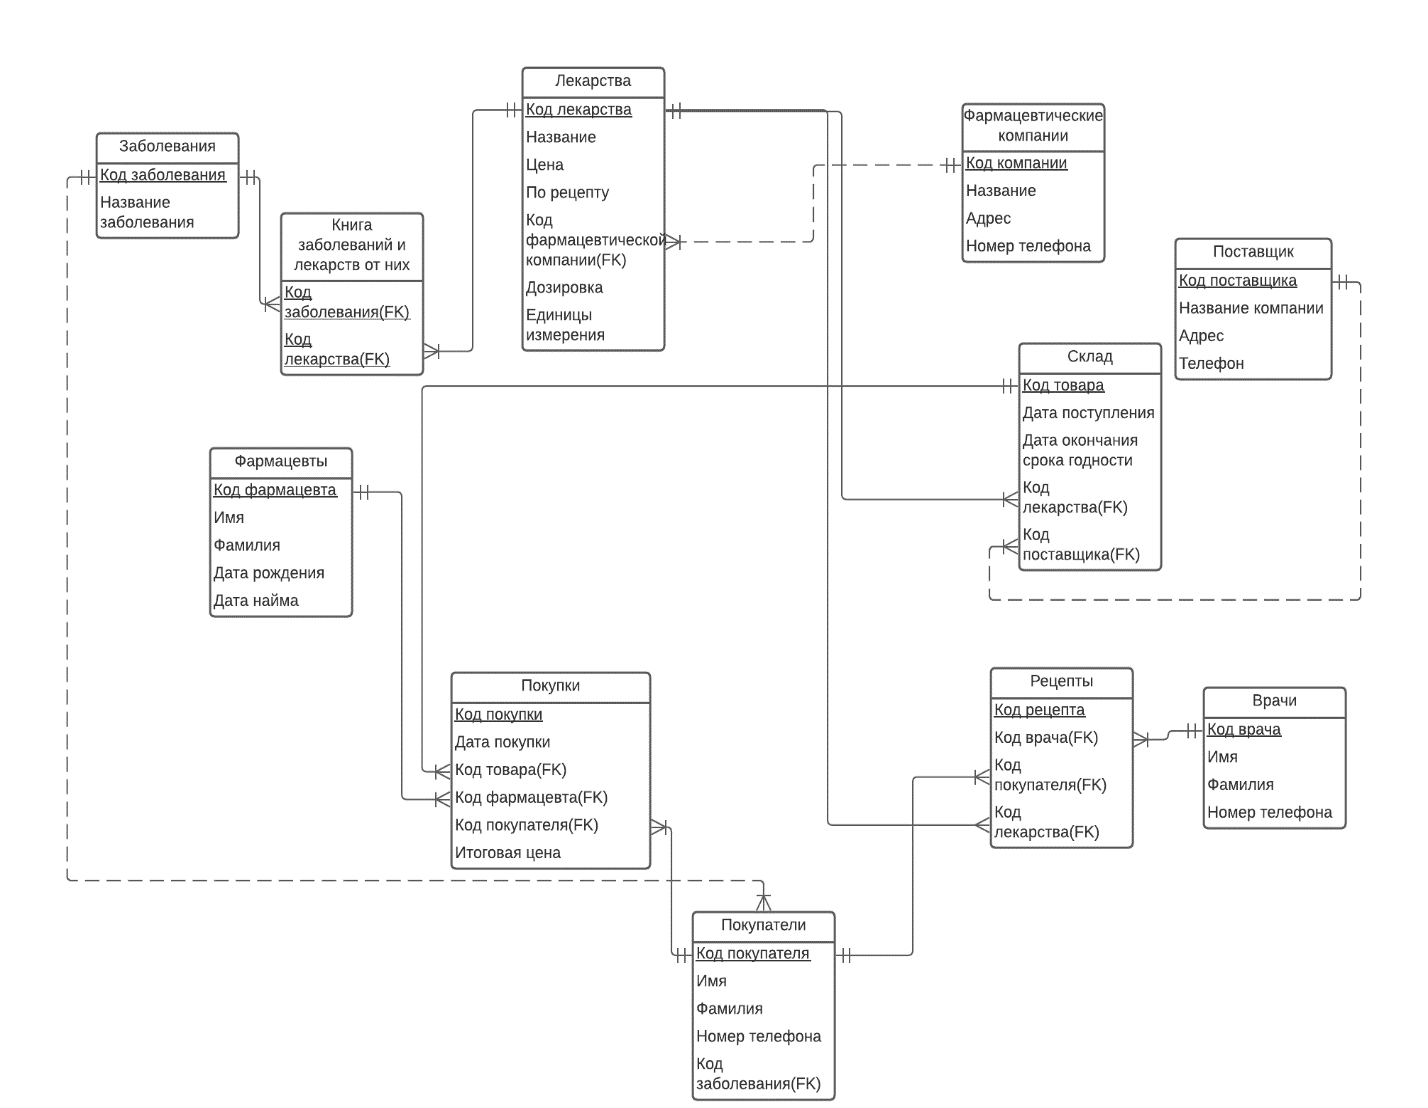 Лекарства
Код лекарства
Название
Цена
По рецепту
Код
фармацевтической
компании(FK)
Дозировка
Единицы
измерения
Фармацевтические
компании
Код компании
Название
Адрес
Номер телефона
Заболевания
Код заболевания
Название
заболевания
Книга
заболеваний и
лекарств от них
Код
заболевания(FK)
Код
лекарства(FK)
Поставщик
Код поставщика
Название компании
Адрес
Телефон
Склад
Код товара
Дата поступления
Дата окончания
срока годности
Код
лекарства(FK)
Код
поставщика(FK)
Фармацевты
Код фармацевта
Имя
Фамилия
Дата рождения
Дата найма
Покупки
Код покупки
Дата покупки
Код товара(FK)
Код фармацевта(FK)
Код покупателя(FK)
Итоговая цена
Рецепты
Код рецепта
Код врача(FK)
Код
покупателя(FK)
Код
лекарства(FK)
Врачи
Код врача
Имя
Фамилия
Номер телефона
Покупатели
Код покупателя
Имя
Фамилия
Номер телефона
Код
заболевания(FK)